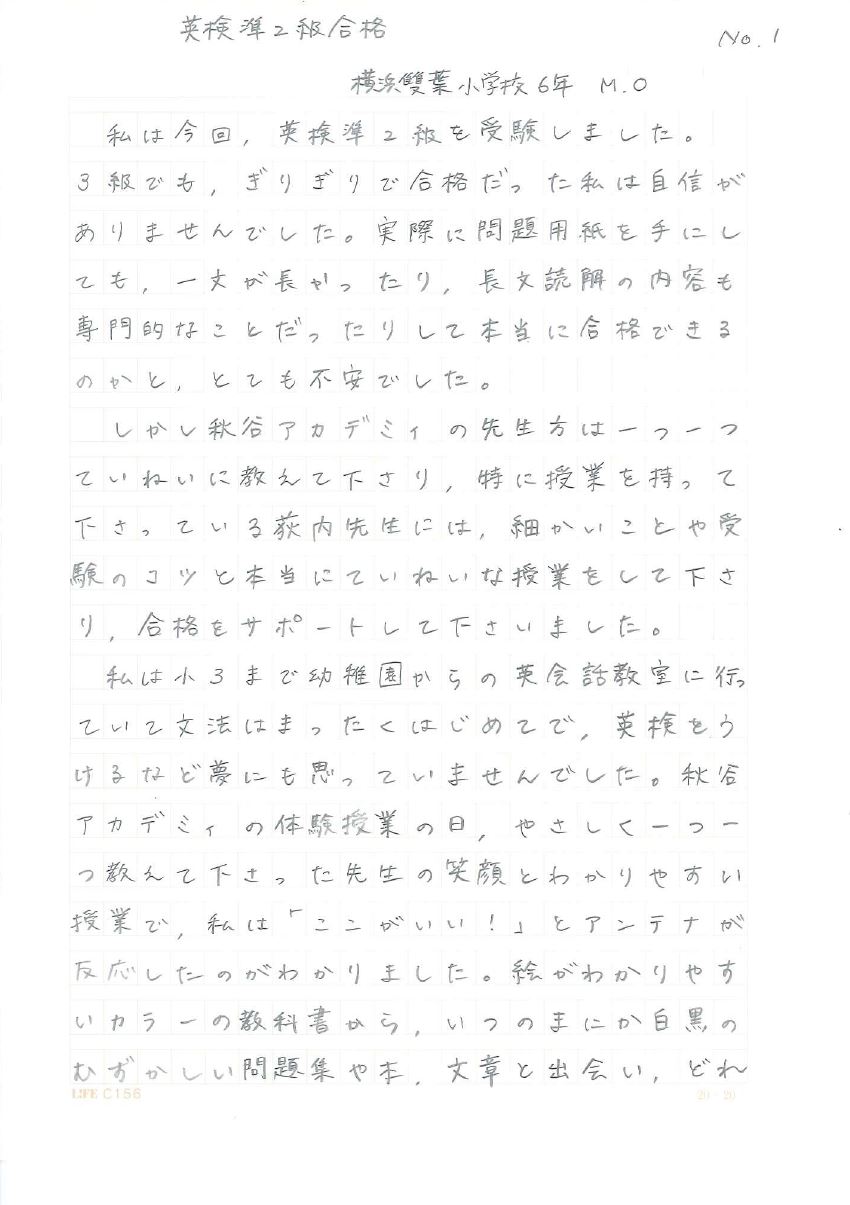 英検準2級合格
No.1
横浜雙葉小学校6年 M.O
私は今回，英検準2級を受験しました。
3級でも，ぎりぎりで合格だった私は自信が
ありませんでした。実際に問題用紙を手にし
ても，一文が長かったり，長文読解の内容も
専門的なことだったりして本当に合格できる
のかと，とても不安でした。
しかし秋谷アカデミィの先生方は一つ一つ
ていねいに教えて下さり，特に授業を持って
下さっている荻内先生には，細かいことや受
験のコツと本当にていねいな授業をして下さ
り，合格をサポートして下さいました。
私は小3まで幼稚園からの英会話教室に行っ
ていて文法はまったくはじめてで，英検をう
けるなど夢にも思っていませんでした。秋谷
アカデミィの体験授業の日，やさしく一つ一
つ教えて下さった先生の笑顔とわかりやすい
授業で，私は「ここがいい！」とアンテナが
反応したのがわかりました。絵がわかりやす
いカラーの教科書から，いつのまにか白黒の
むずかしい問題集や本，文章と出会い，どれ
LIFE C156
20×20